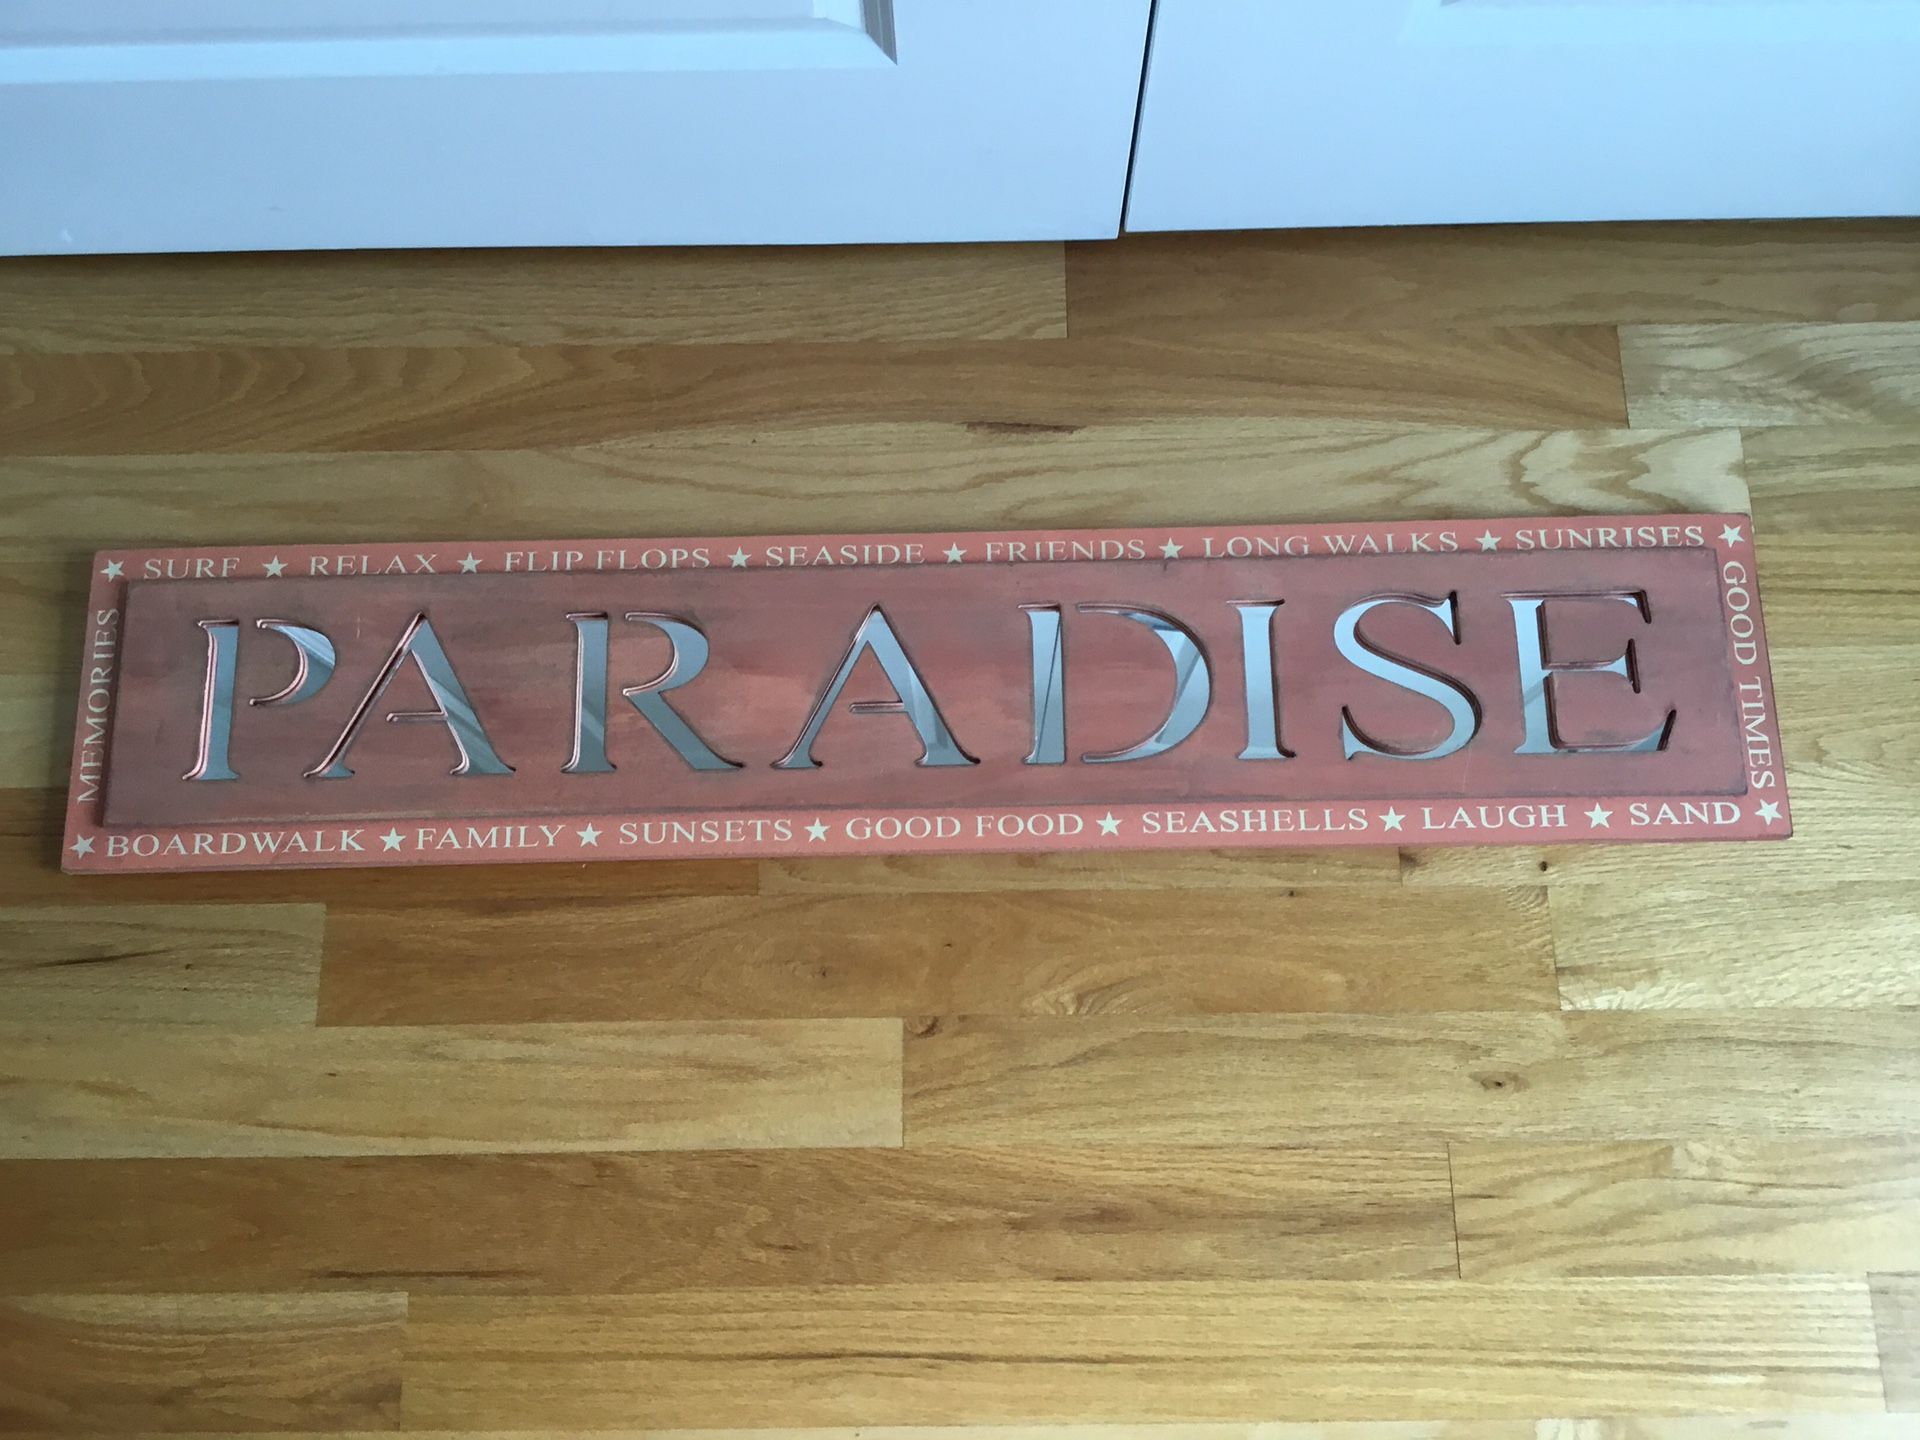 ★ SURF ★ RELAX ★ FLIP FLOPS ★ SEASIDE ★ FRIENDS ★ LONG WALKS ★ SUNRISES ★
MEMORIES
PARADISE
GOOD TIMES
★ BOARDWALK ★ FAMILY ★ SUNSETS ★ GOOD FOOD ★ SEASHELLS ★ LAUGH ★ SAND ★